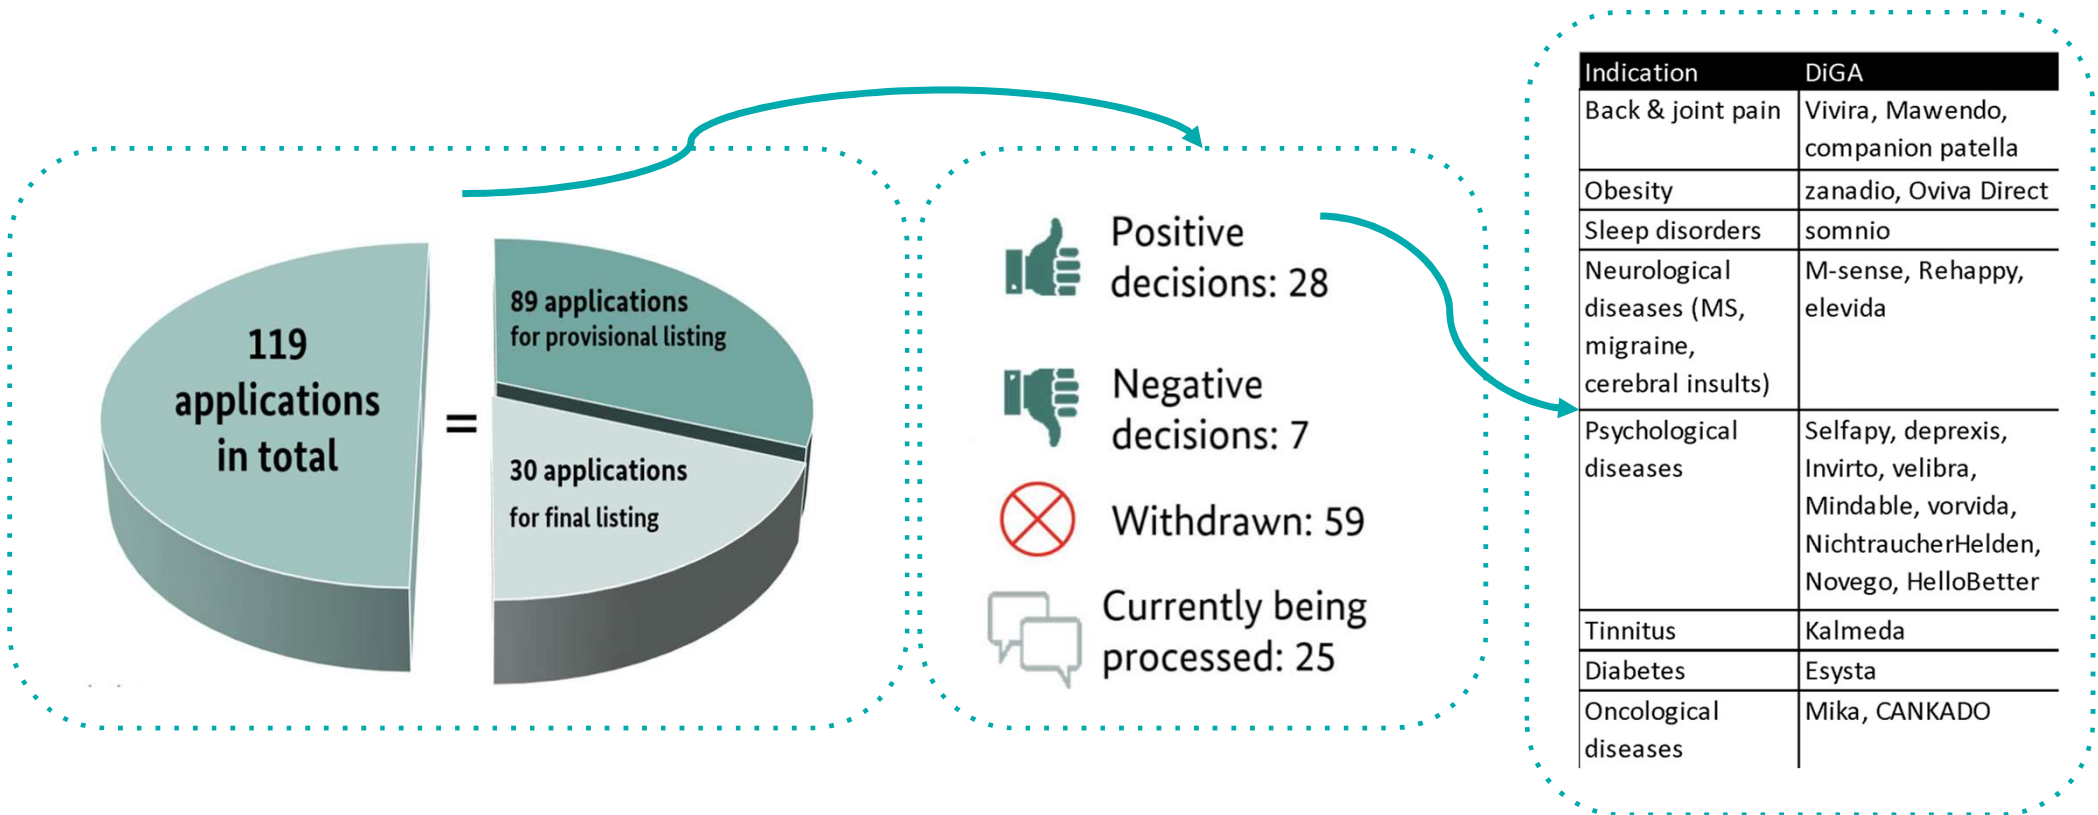 119
applications
in total
=
89 applications
for provisional listing
30 applications
for final listing
Positive
decisions: 28
Negative
decisions: 7
Withdrawn: 59
Currently being
processed: 25
Indication DiGA
Back & joint pain Vivira, Mawendo,
companion patella
Obesity zanadio, Oviva Direct
Sleep disorders somnio
Neurological M-sense, Rehappy,
diseases (MS, elevida
migraine,
cerebral insults)
Psychological Selfapy, deprexis,
diseases Invirto, velibra,
Mindable, vorvida,
NichtraucherHelden,
Novego, HelloBetter
Tinnitus Kalmeda
Diabetes Esysta
Oncological Mika, CANKADO
diseases